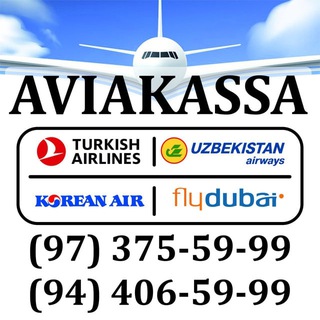 AVIAKASSA
TURKISH
AIRLINES
UZBEKISTAN
airways
KOREAN AIR
flydubai
(97) 375-59-99
(94) 406-59-99